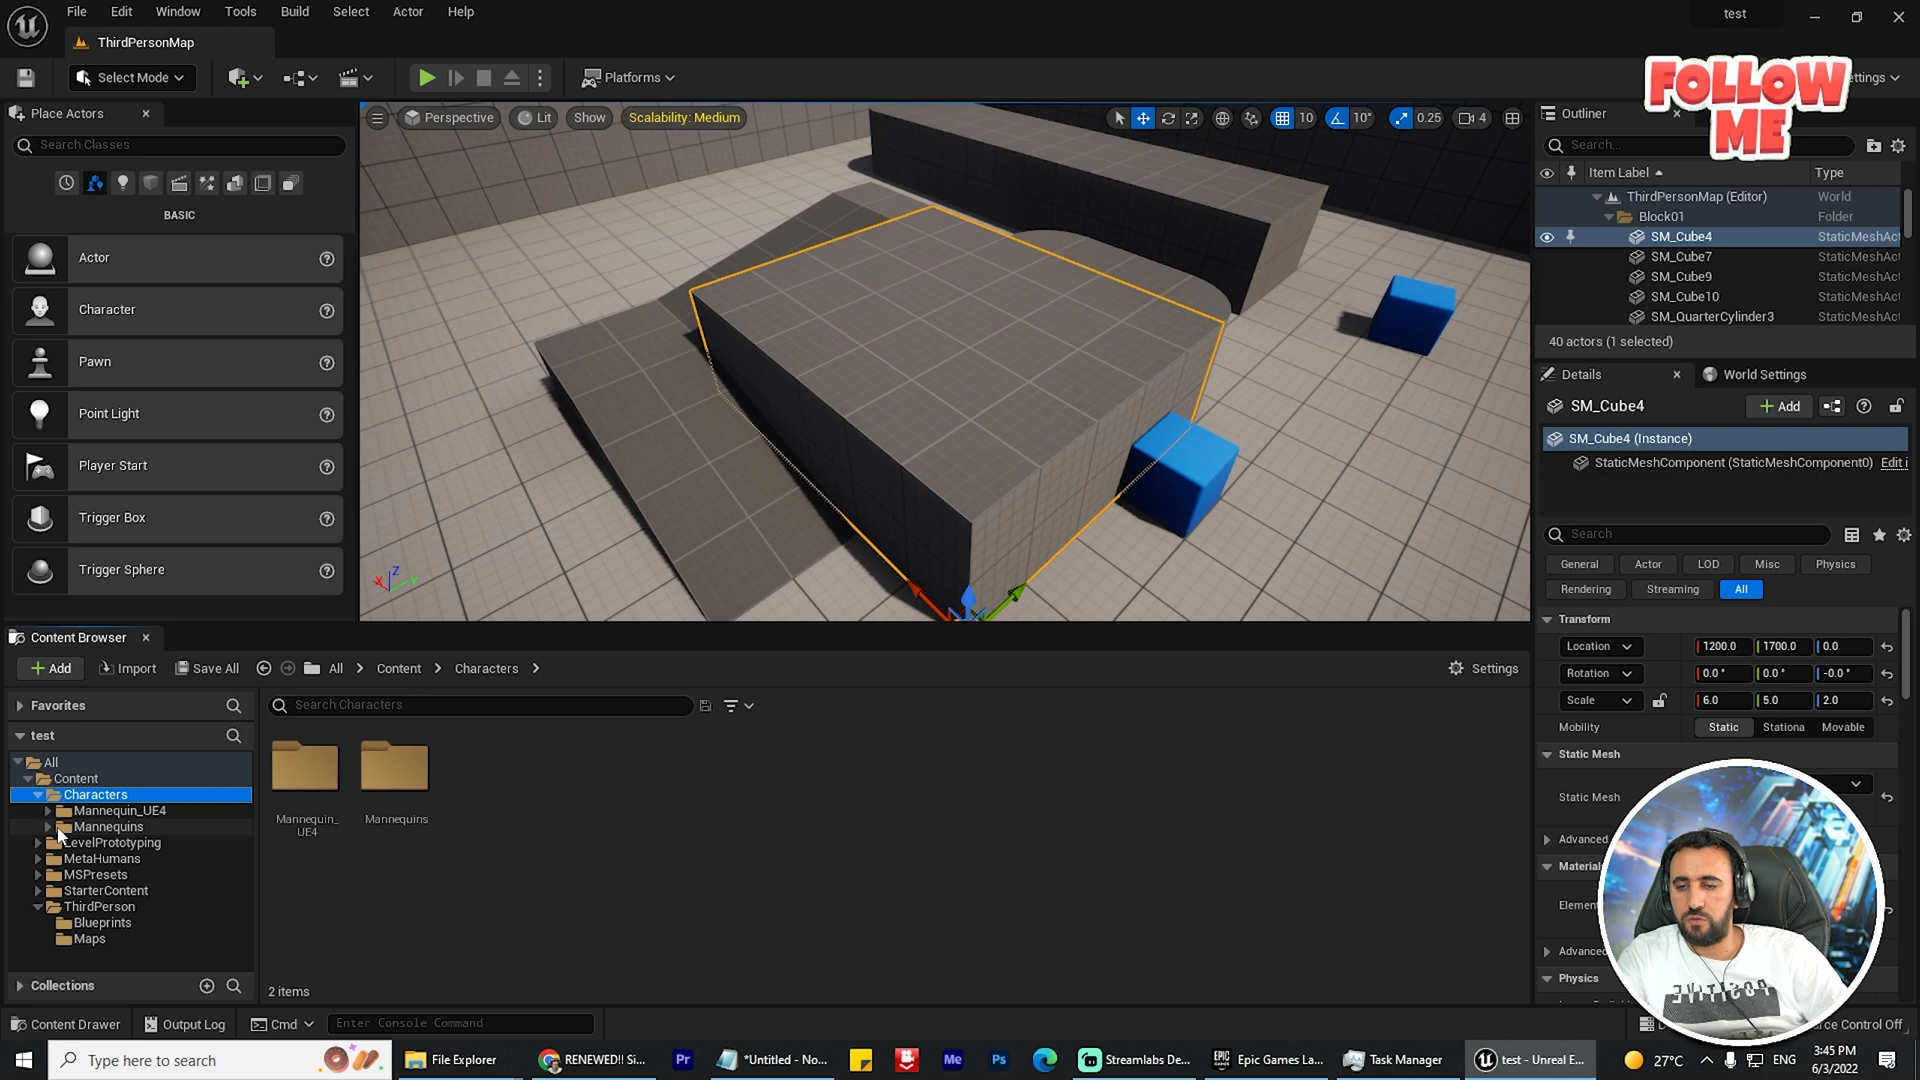 File Edit Window Tools Build Select Actor Help
test
ThirdPersonMap
Select Mode
Platforms
ettings
FOLLOW
ME
Place Actors
Search Classes
BASIC
Actor
Character
Pawn
Point Light
Player Start
Trigger Box
Trigger Sphere
Perspective Lit Show Scalability: Medium
10 10° 0.25 4
X Z Y
Outliner
Search...
Item Label Type
ThirdPersonMap (Editor) World
Block01 Folder
SM_Cube4 StaticMeshAct
SM_Cube7 StaticMeshAct
SM_Cube9 StaticMeshAct
SM_Cube10 StaticMeshAct
SM_QuarterCylinder3 StaticMeshAct
40 actors (1 selected)
Details World Settings
SM_Cube4 Add
SM_Cube4 (Instance)
StaticMeshComponent (StaticMeshComponent0) Edit i
Search
General Actor LOD Misc Physics
Rendering Streaming All
Transform
Location 1200.0 1700.0 0.0
Rotation 0.0° 0.0° -0.0°
Scale 6.0 5.0 2.0
Mobility Static Stationa Movable
Static Mesh
Static Mesh
Advanced
Material
Elemen
Advanced
Physics
Content Browser
Add Import Save All All Content Characters Settings
Favorites
test
Search Characters
All
Content
Characters
Mannequin_UE4
Mannequins
LevelPrototyping
MetaHumans
MSPresets
StarterContent
ThirdPerson
Blueprints
Maps
Mannequin_
UE4
Mannequins
Collections
2 items
Content Drawer Output Log Cmd Enter Console Command
urce Control Off
Type here to search
File Explorer
RENEWED!! Si...
Pr
*Untitled - No...
Me
Ps
Streamlabs De...
Epic Games La...
Task Manager
test - Unreal E...
27°C
ENG
3:45 PM
6/3/2022